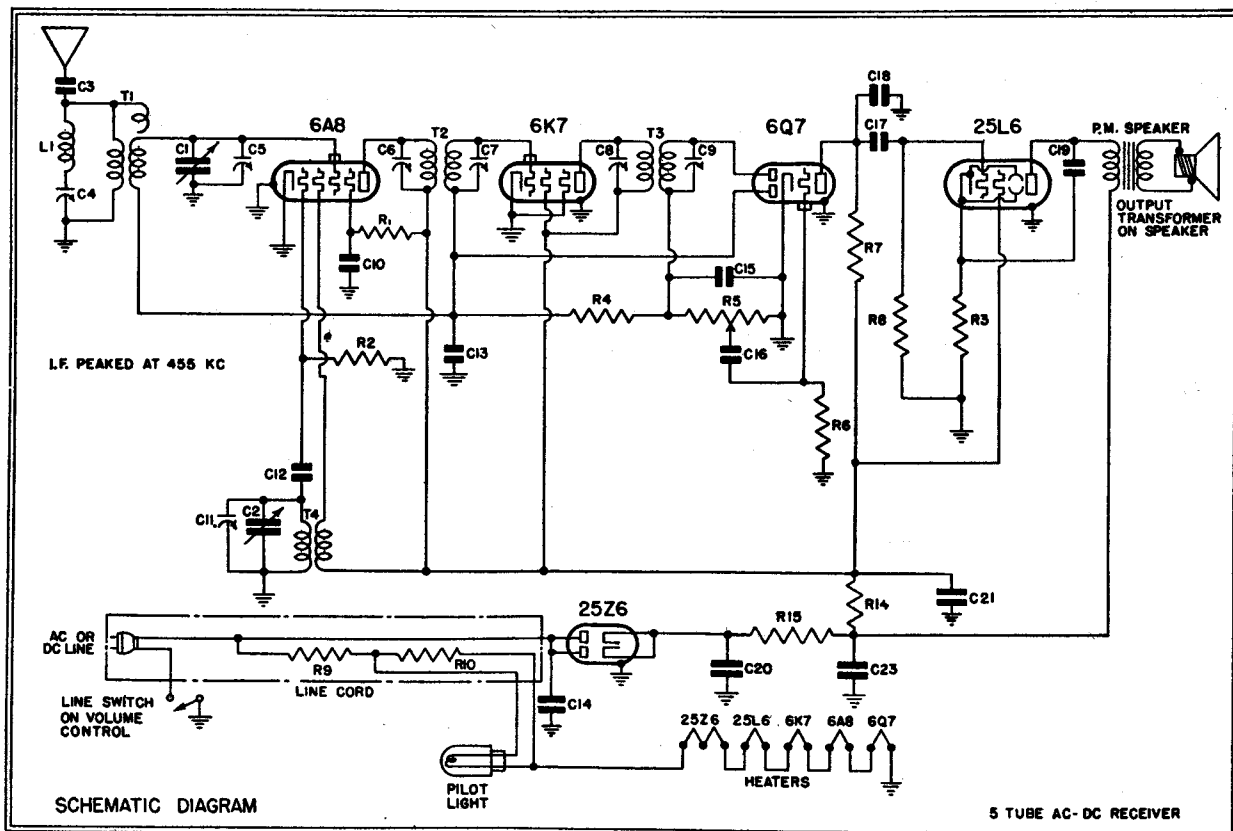 C3
T1
L1
C4
C1
C5
6A8
C6
T2
C7
6K7
C8
T3
C9
6Q7
C18
C17
25L6
C19
P.M. SPEAKER
OUTPUT
TRANSFORMER
ON SPEAKER
R1
C10
R7
C15
R4
R5
R8
R3
I.F. PEAKED AT 455 KC
R2
C13
C16
R6
C12
C11
C2
T4
25Z6
R14
C21
AC OR
DC LINE
R9
R10
R15
LINE CORD
C20
C23
LINE SWITCH
ON VOLUME
CONTROL
C14
25Z6
25L6
6K7
6A8
6Q7
HEATERS
PILOT
LIGHT
SCHEMATIC DIAGRAM
5 TUBE AC-DC RECEIVER